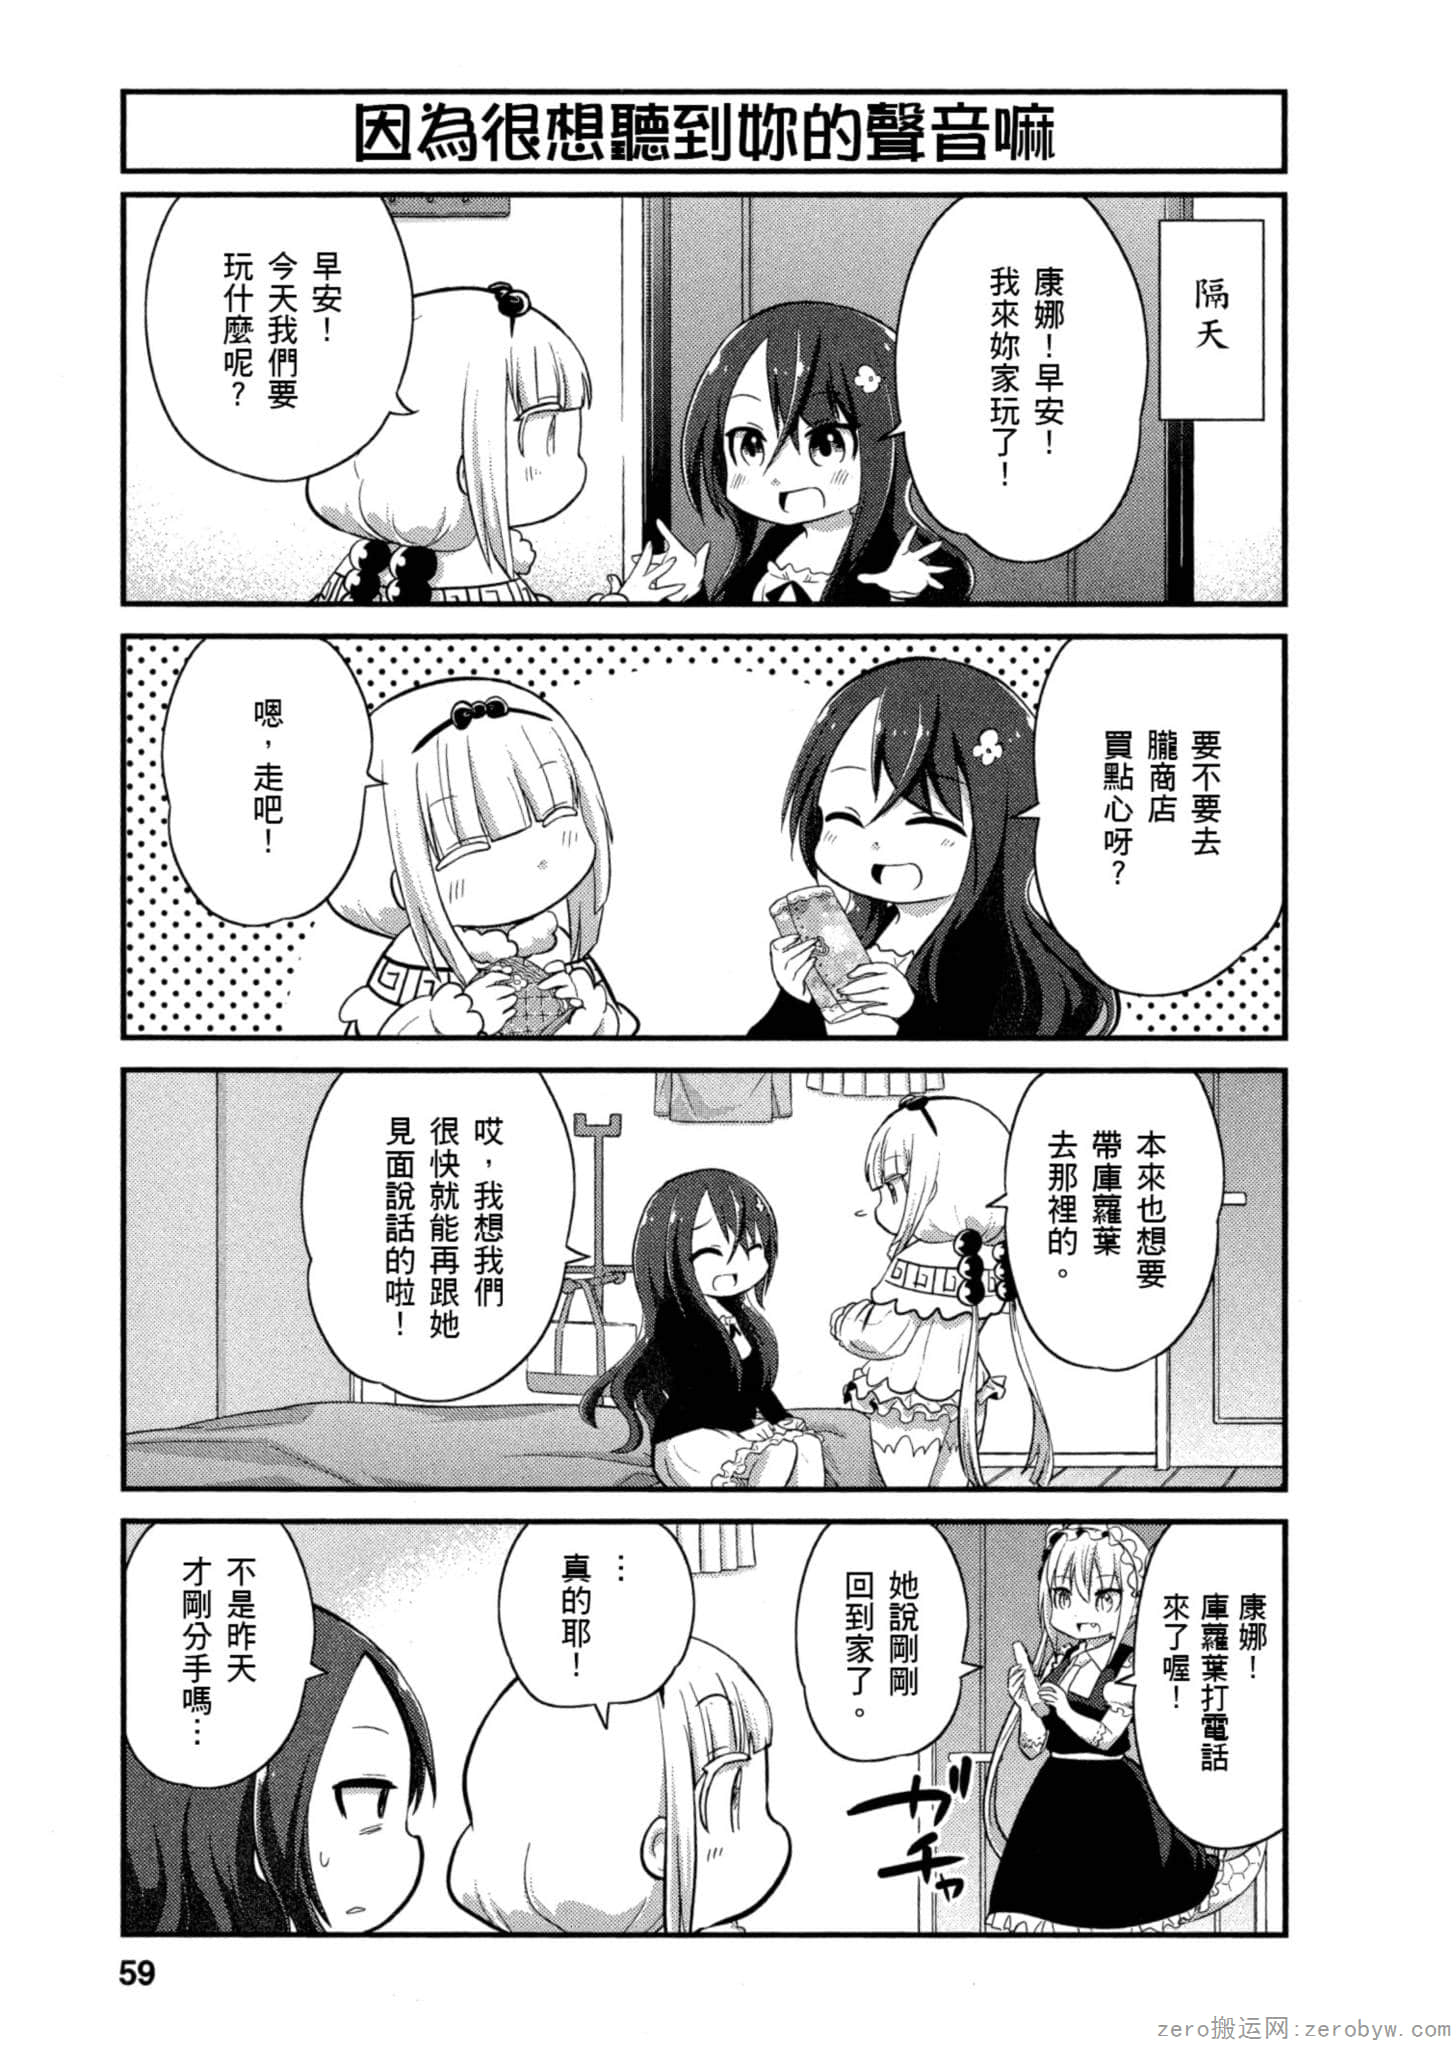 因為很想聽到妳的聲音嘛
隔天
康娜！早安！
我來妳家玩了！
早安！
今天我們要
玩什麼呢？
要不要去
朧商店
買點心呀？
嗯，走吧！
本來也想要
帶庫蘿葉
去那裡的。
哎，我想我們
很快就能再跟她
見面說話的啦！
康娜！
庫蘿葉打電話
來了喔！
她說剛剛
回到家了。
ガチャ
…
真的耶！
不是昨天
才剛分手嗎…
59
zero搬运网:zerobyw.com